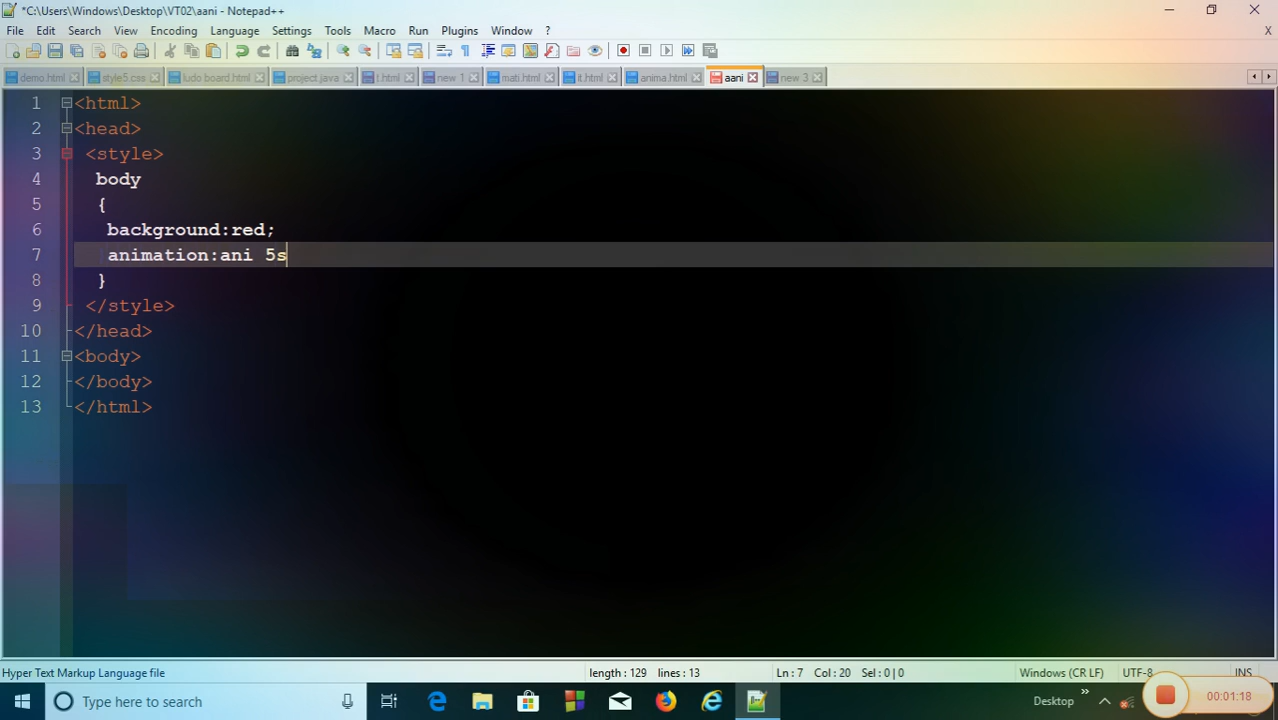 *C:\Users\Windows\Desktop\VT02\aani - Notepad++
File Edit Search View Encoding Language Settings Tools Macro Run Plugins Window ? X
demo.html style5.css ludo board.html project.java t.html new 1 mati.html it.html anima.html aani new 3
1 <html>
2 <head>
3 <style>
4 body
5 {
6 background:red;
7 animation:ani 5s
8 }
9 </style>
10 </head>
11 <body>
12 </body>
13 </html>
Hyper Text Markup Language file length : 129 lines : 13 Ln : 7 Col : 20 Sel : 0 | 0 Windows (CR LF) UTF-8 INS
Type here to search Desktop 00:01:18